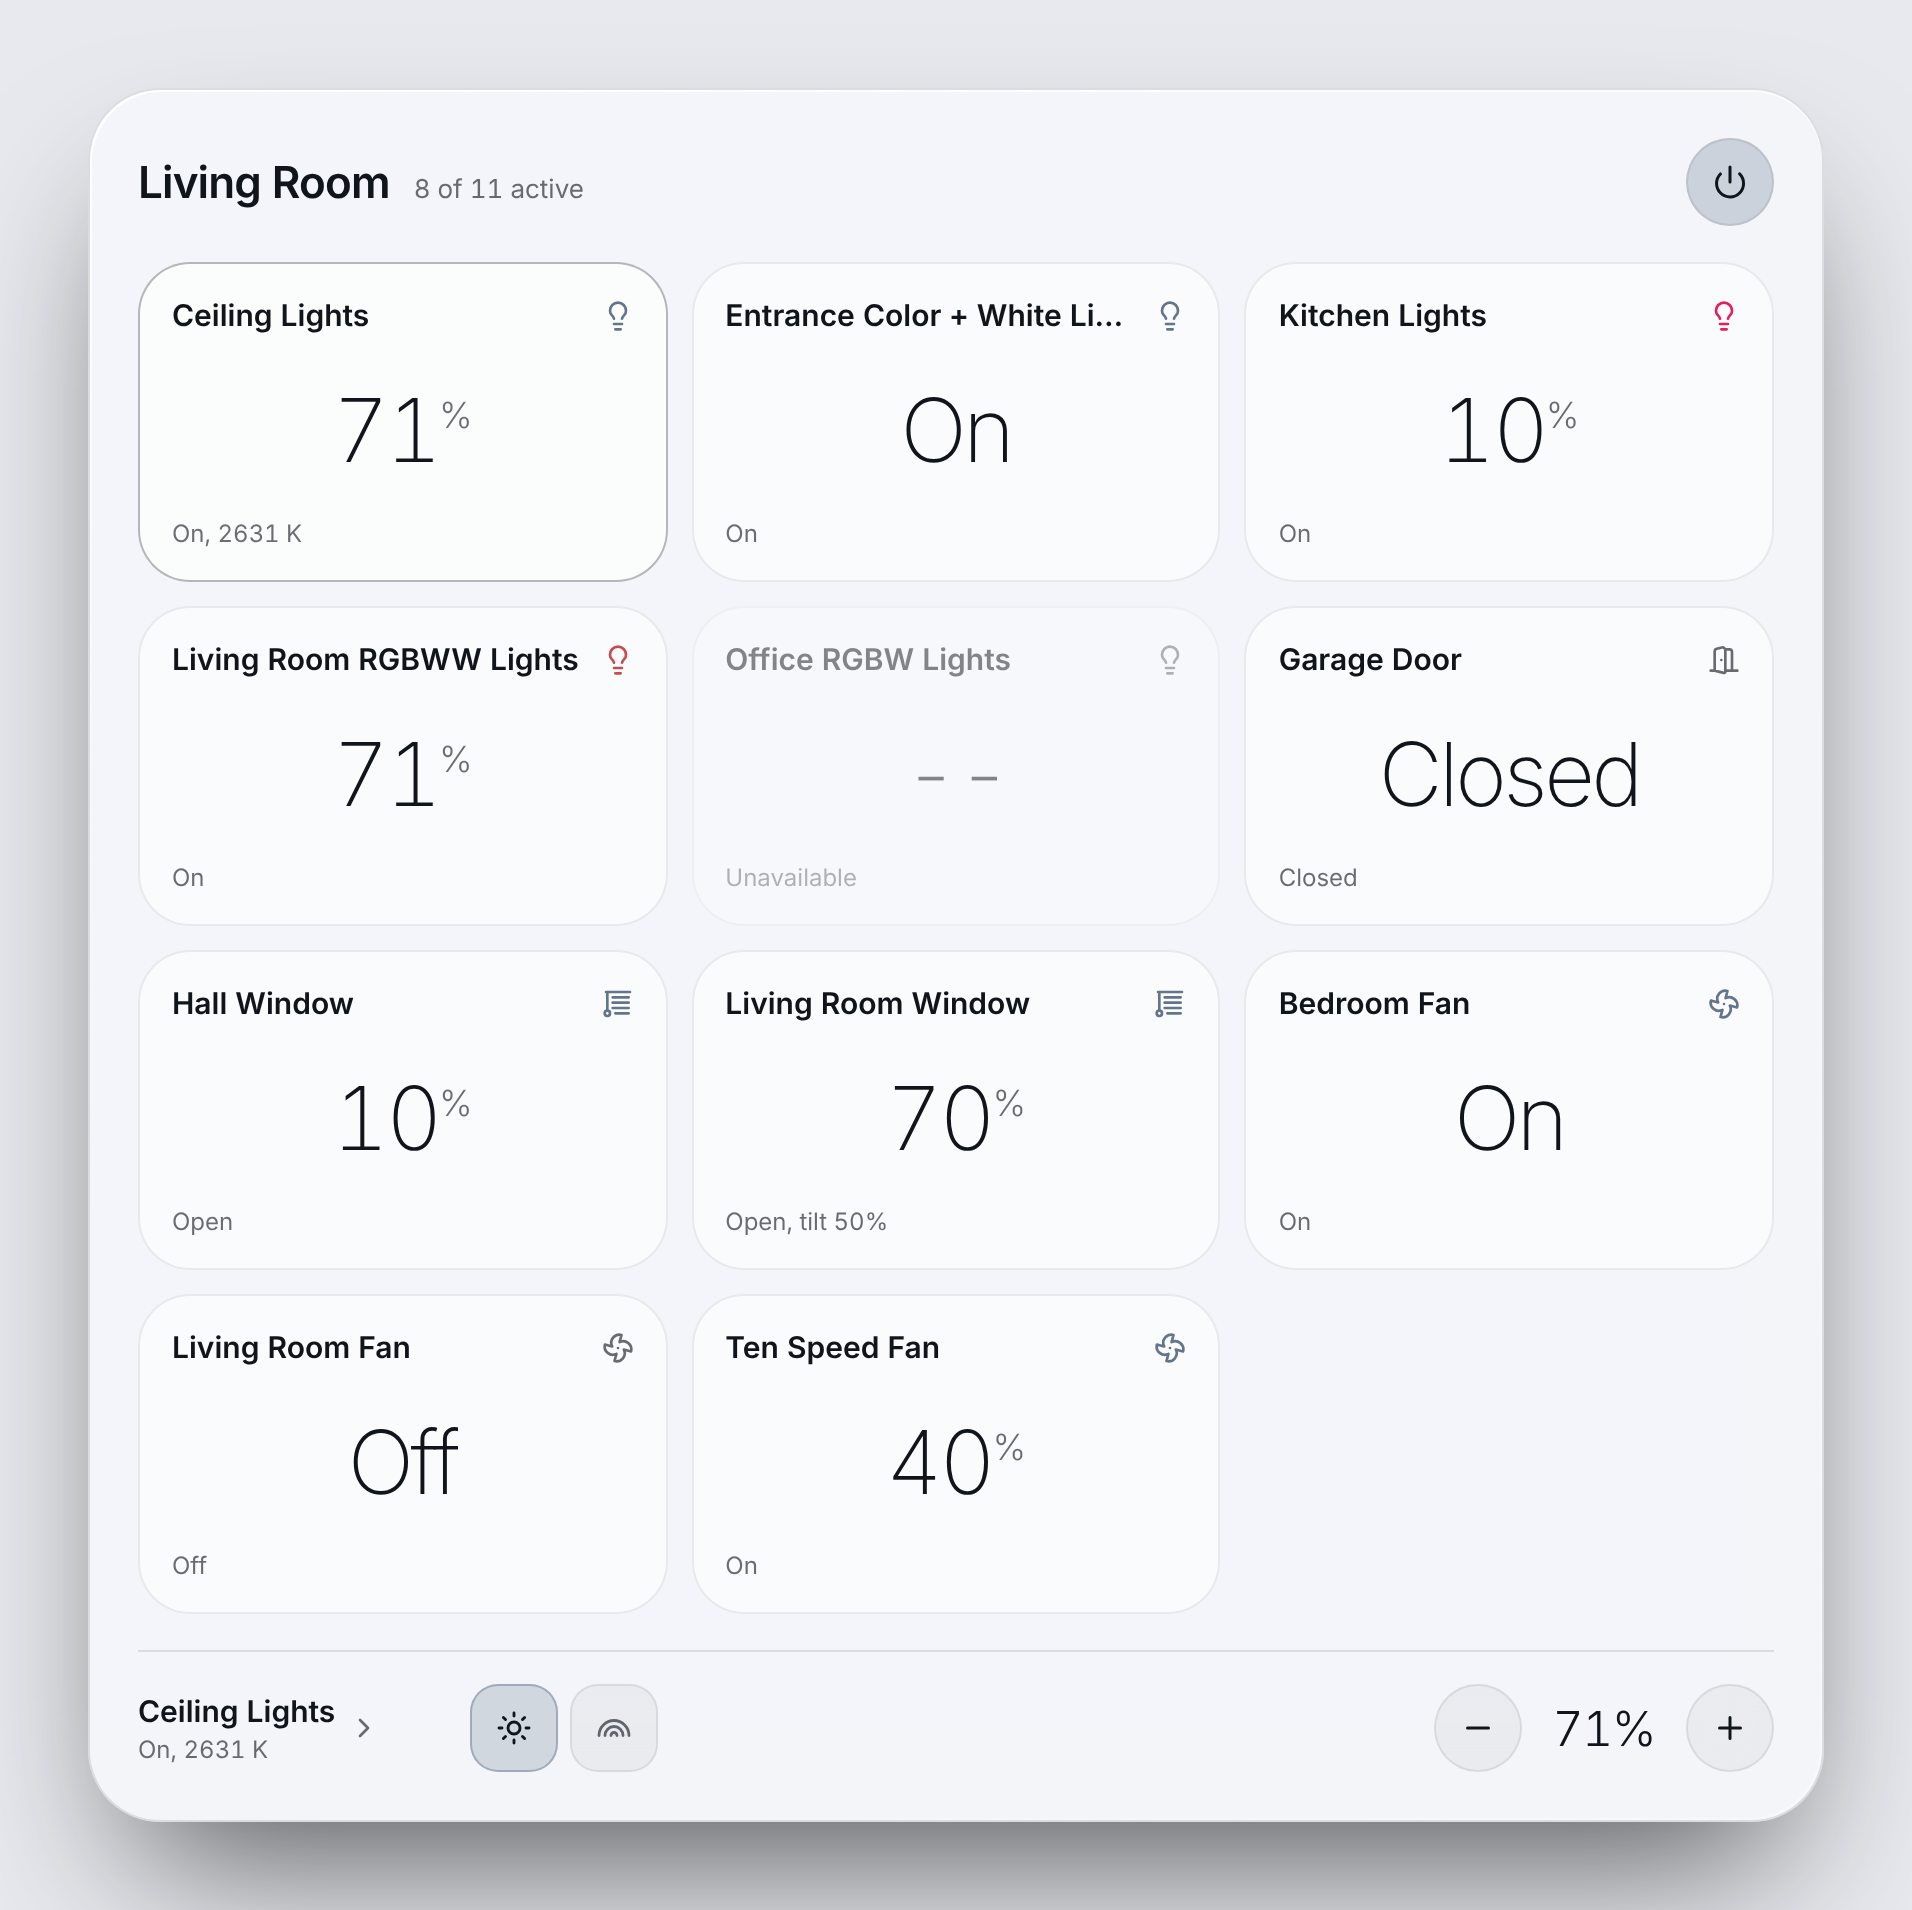 Living Room 8 of 11 active
Ceiling Lights
71%
On, 2631 K
Entrance Color + White Li...
On
On
Kitchen Lights
10%
On
Living Room RGBWW Lights
71%
On
Office RGBW Lights
– –
Unavailable
Garage Door
Closed
Closed
Hall Window
10%
Open
Living Room Window
70%
Open, tilt 50%
Bedroom Fan
On
On
Living Room Fan
Off
Off
Ten Speed Fan
40%
On
Ceiling Lights
On, 2631 K
71%